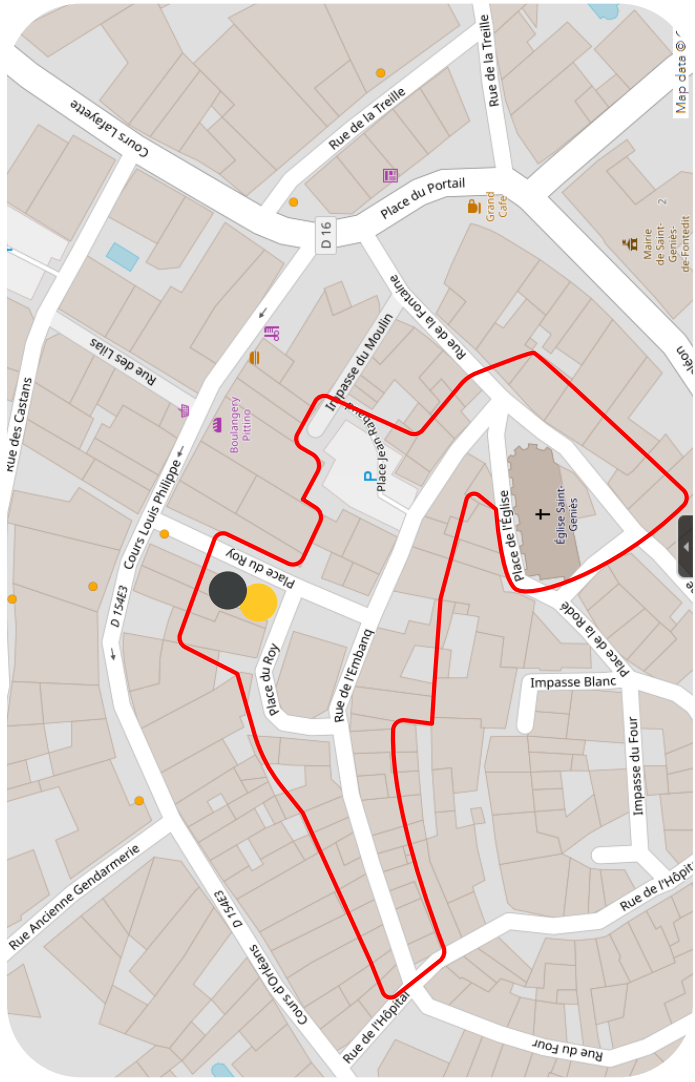 Cours Lafayette
Rue de la Treille
Rue de la Treille
Map data ©
Place du Portail
Grand
Café
2
Mairie
de Saint-
Geniès-
de-Fontedit
D 16
Rue des Castans
Rue des Lilas
Boulangery
Pittino
Impasse du Moulin
Rue de la Fontaine
P
Place Jean
Cours Louis Philippe
D 154E3
Place du Roy
Place de l'Église
Église Saint-
Geniès
Place du Roy
Rue de l'Embanq
Place de la Rode
Impasse Blanc
Impasse du Four
Rue Ancienne Gendarmerie
D 154E3
Cours d'Orléans
Rue de l'Hôpital
Rue de l'Hôpita
Rue du Four